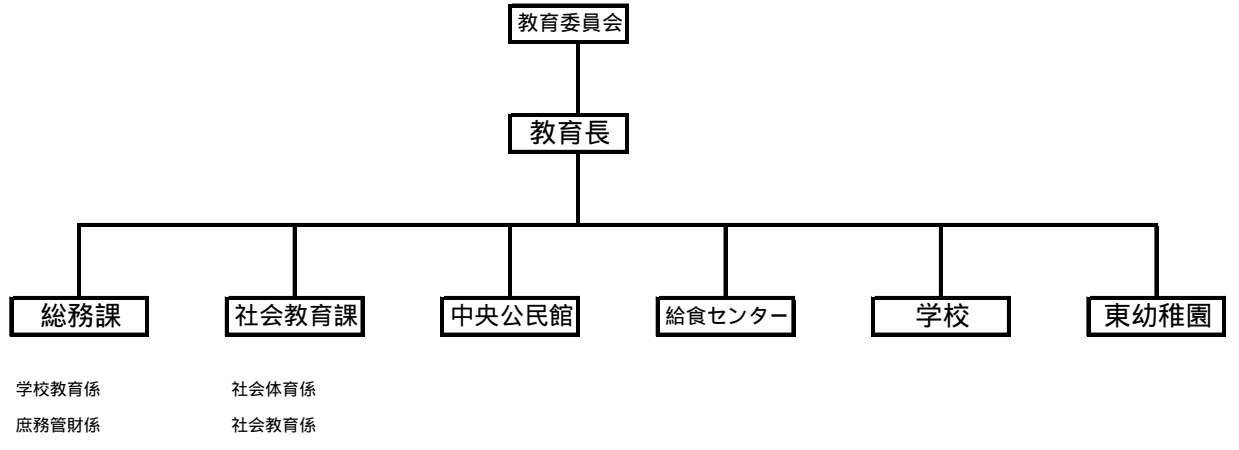 教育委員会
教育長
総務課
社会教育課
中央公民館
給食センター
学校
東幼稚園
学校教育係
社会体育係
庶務管財係
社会教育係